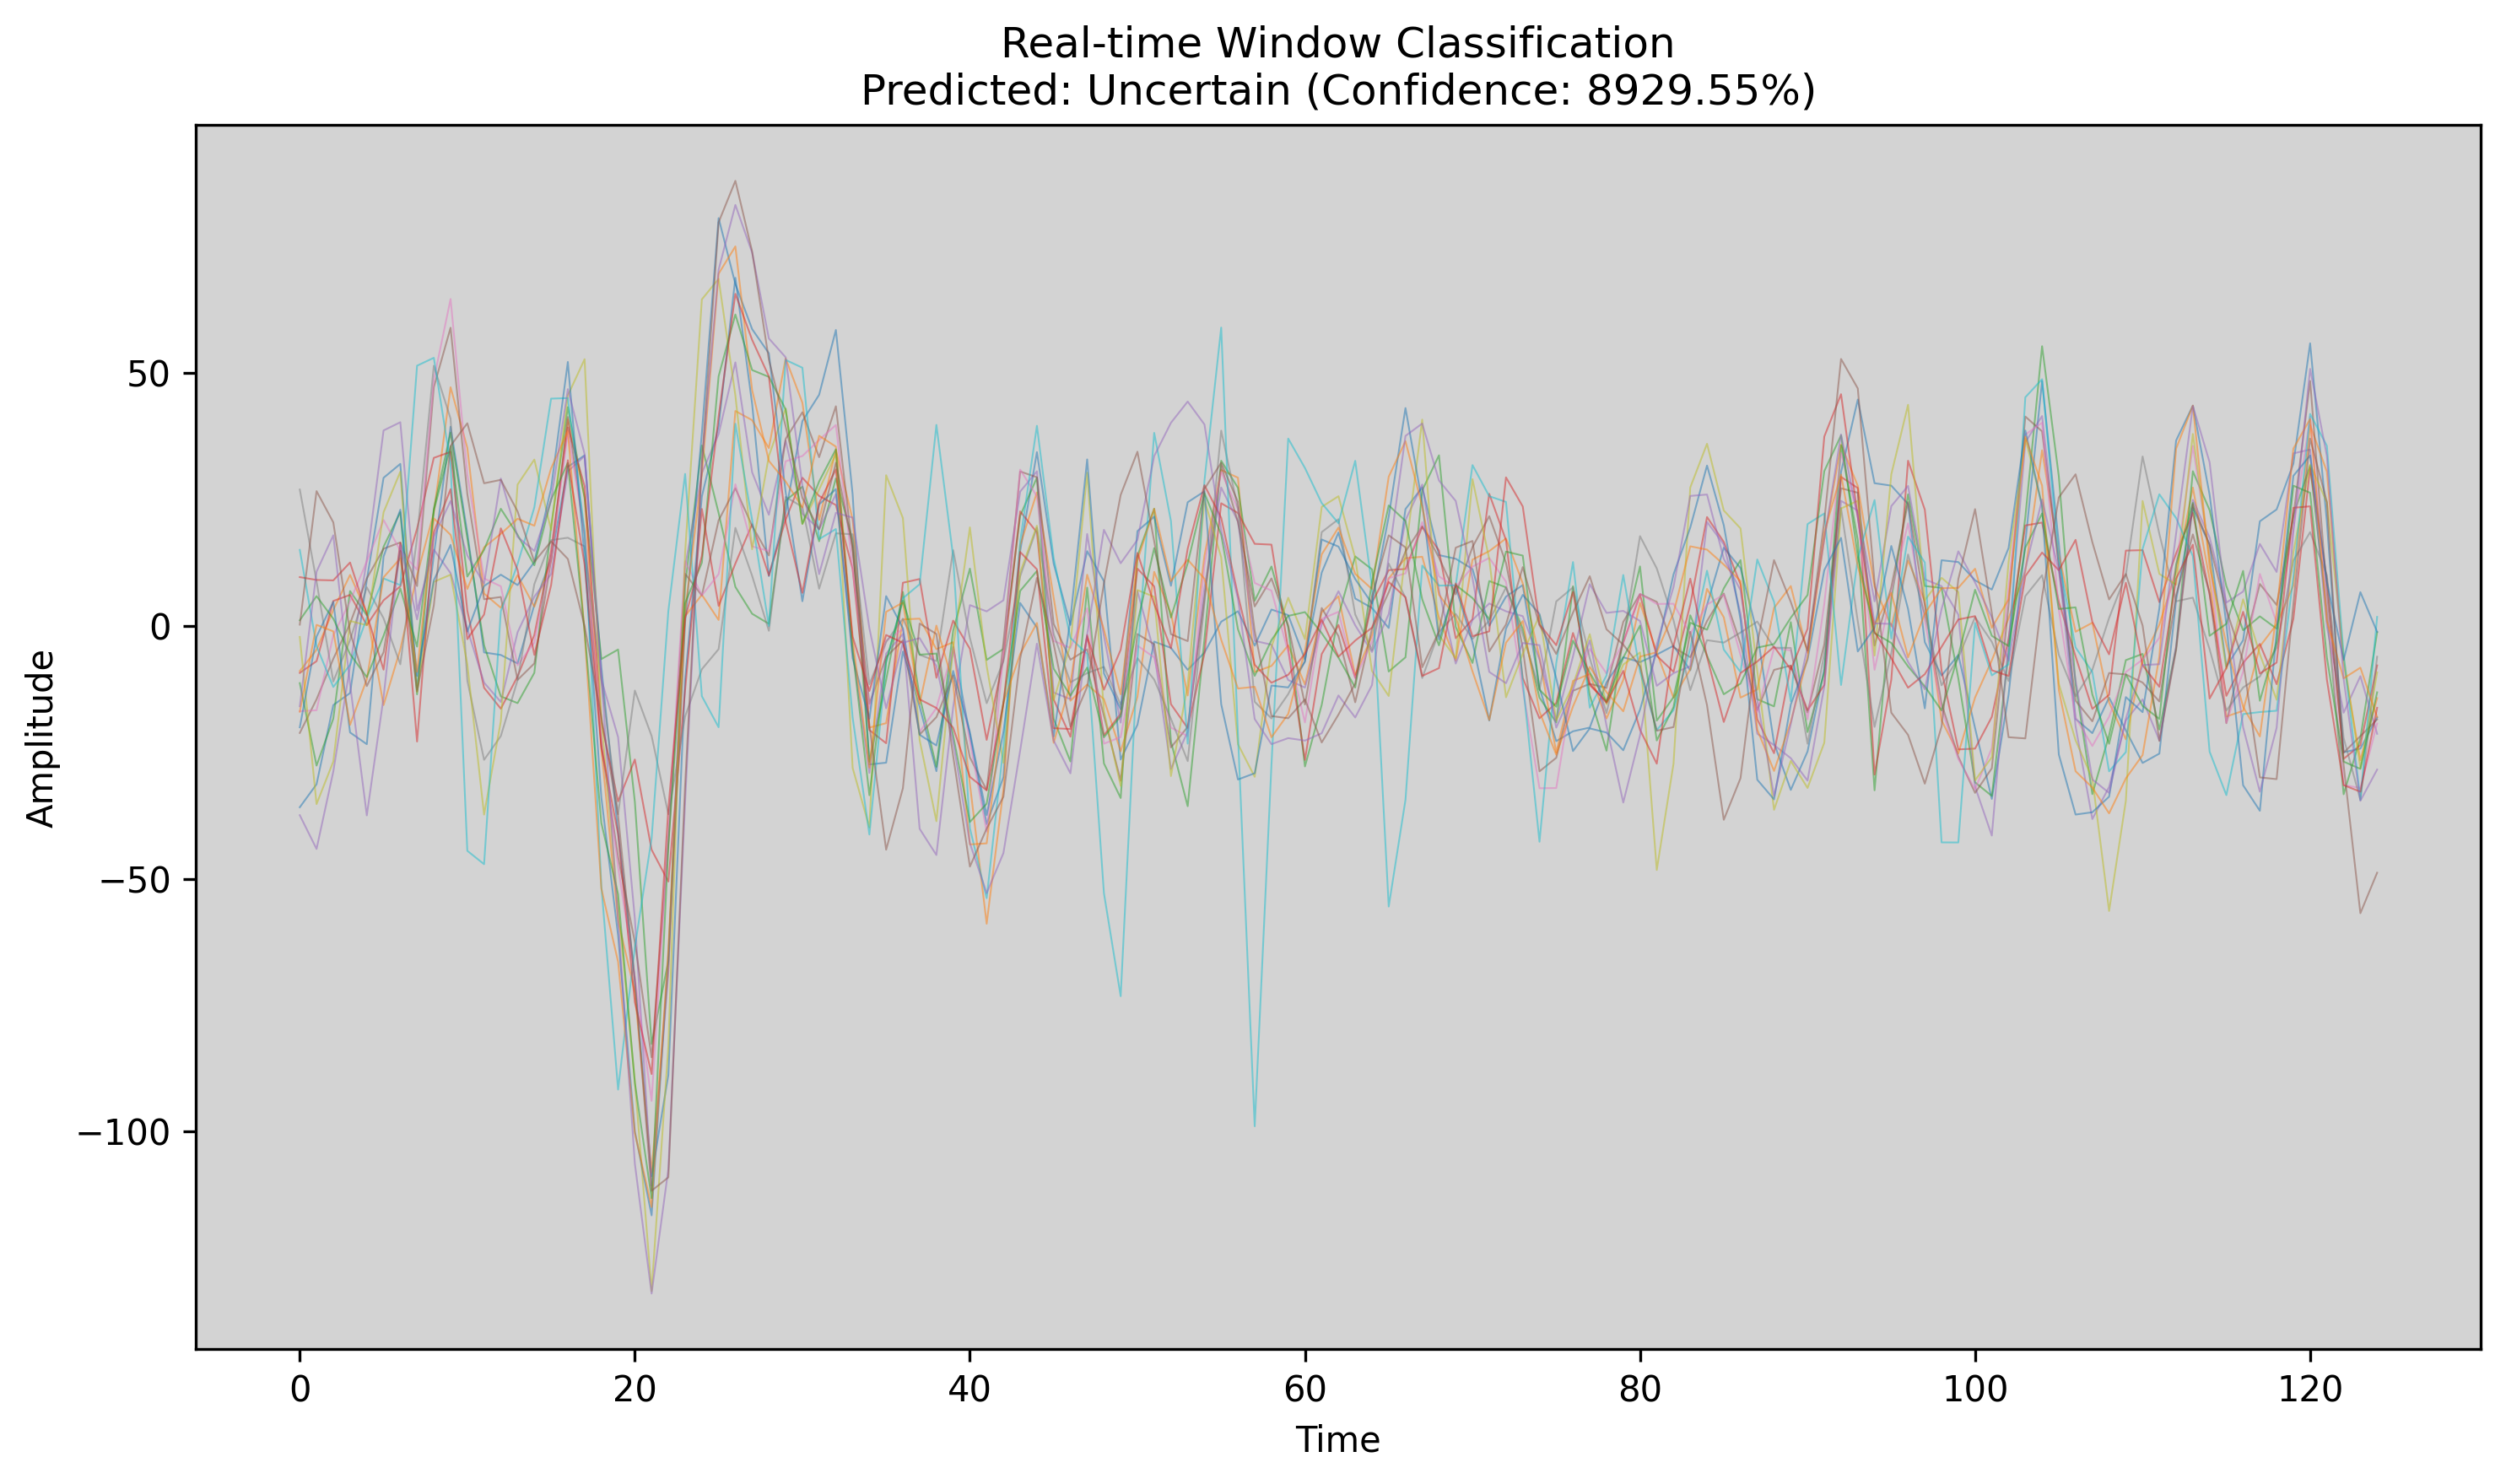 Real-time Window Classification
Predicted: Uncertain (Confidence: 8929.55%)
50
0
−50
−100
Amplitude
0 20 40 60 80 100 120
Time